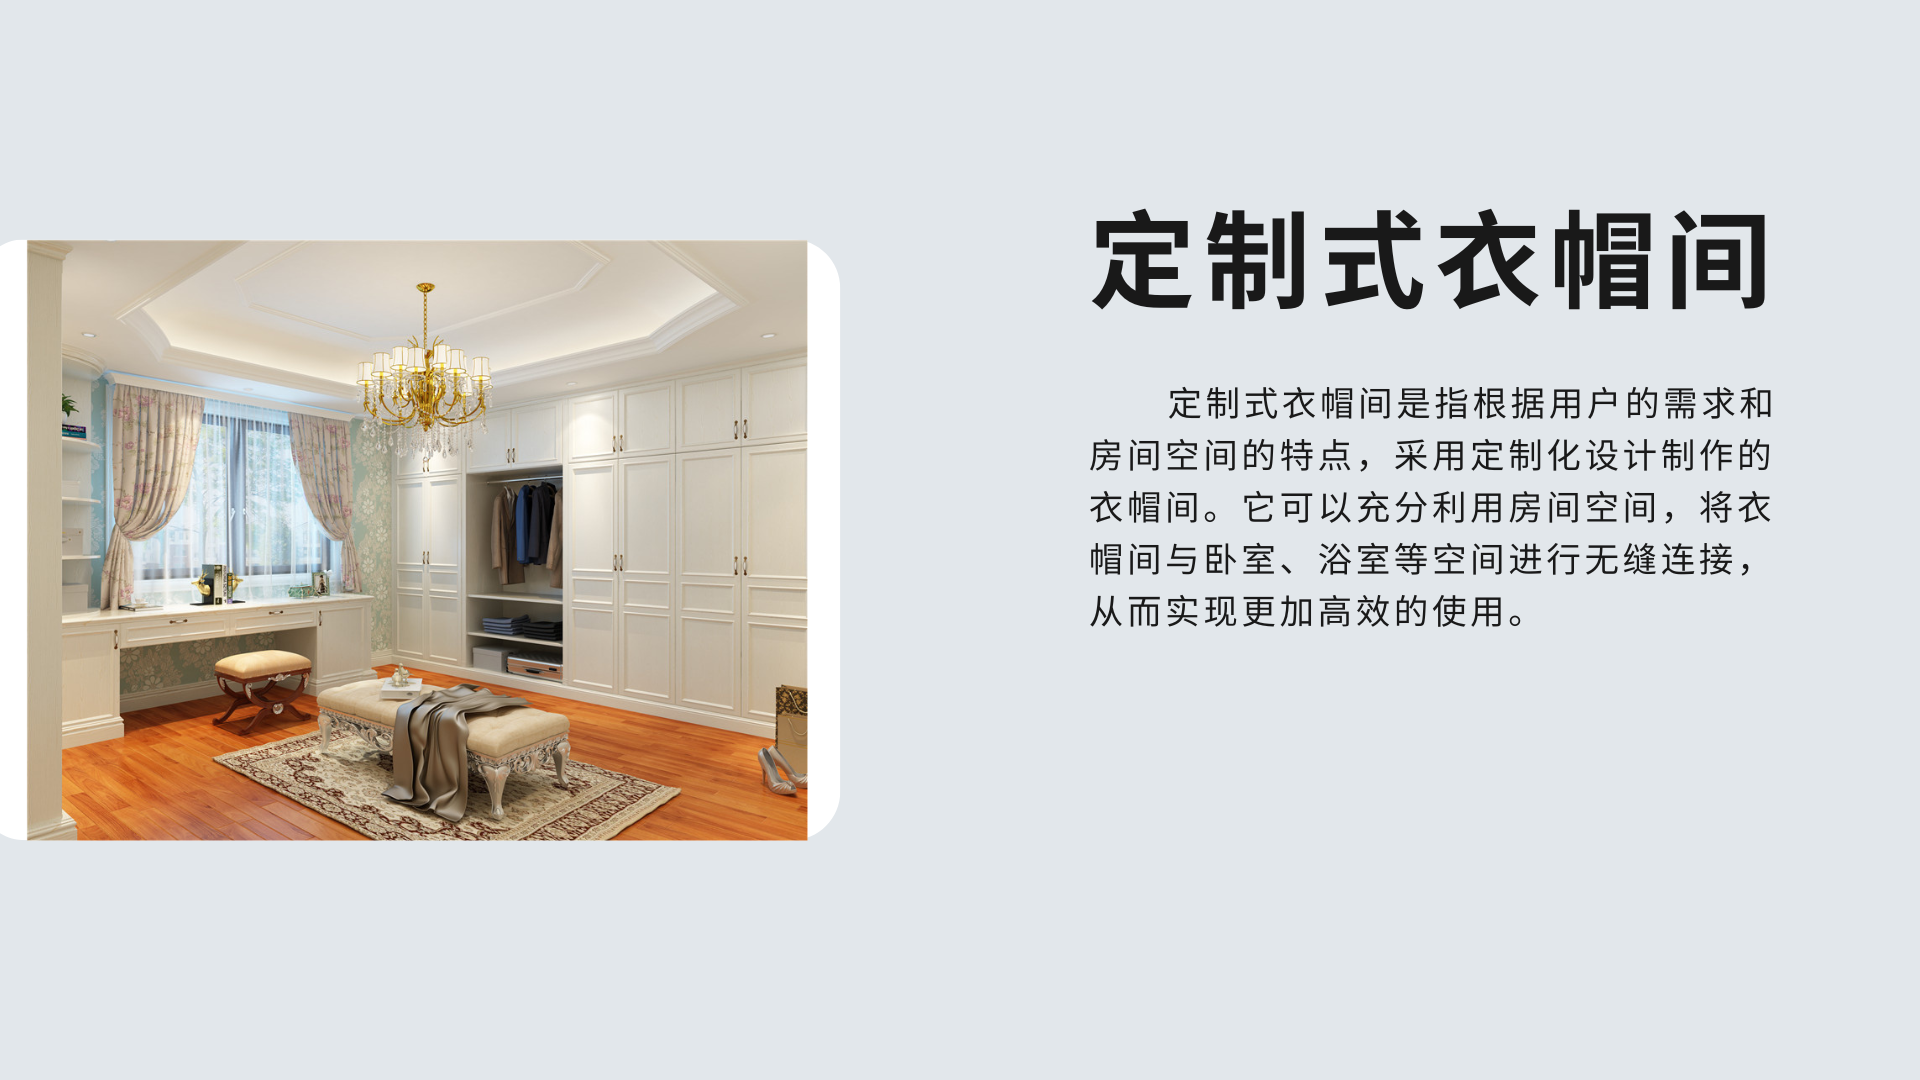 定制式衣帽间
定制式衣帽间是指根据用户的需求和
房间空间的特点，采用定制化设计制作的
衣帽间。它可以充分利用房间空间，将衣
帽间与卧室、浴室等空间进行无缝连接，
从而实现更加高效的使用。